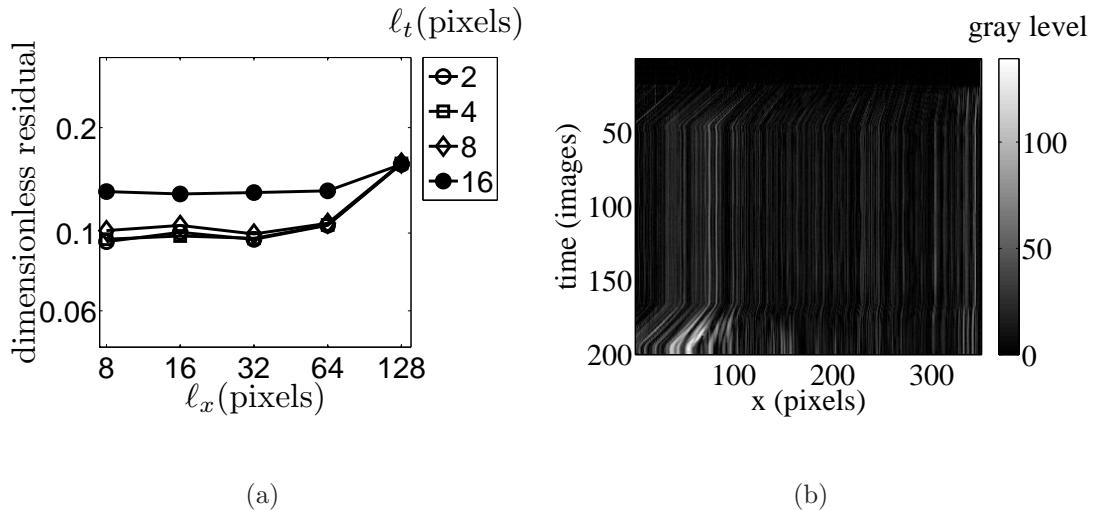 ℓt(pixels)
2
4
8
16
dimensionless residual
0.2
0.1
0.06
8 16 32 64 128
ℓx(pixels)
(a)
gray level
100
50
0
time (images)
50
100
150
200
100 200 300
x (pixels)
(b)